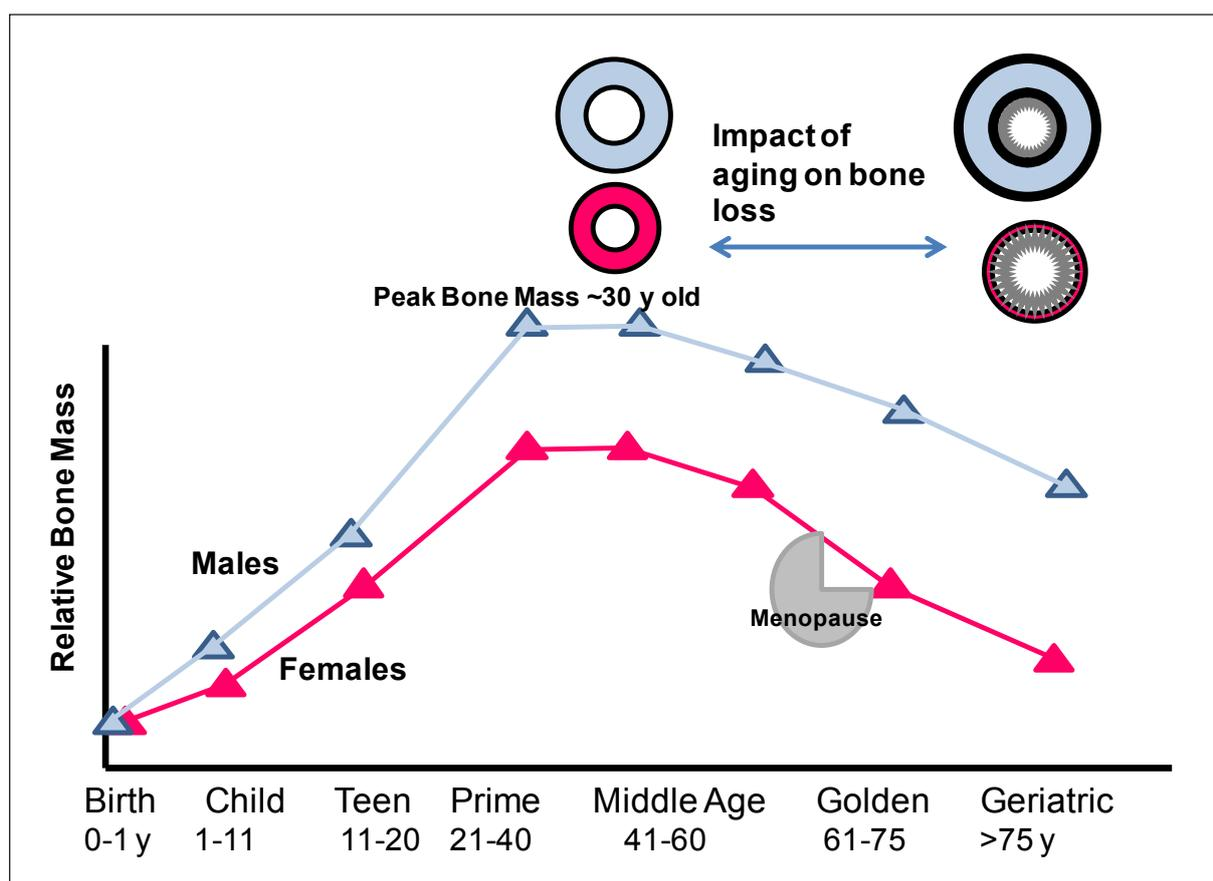 Impact of
aging on bone
loss
Peak Bone Mass ~30 y old
Relative Bone Mass
Males
Females
Menopause
Birth Child Teen Prime Middle Age Golden Geriatric
0-1 y 1-11 11-20 21-40 41-60 61-75 >75 y